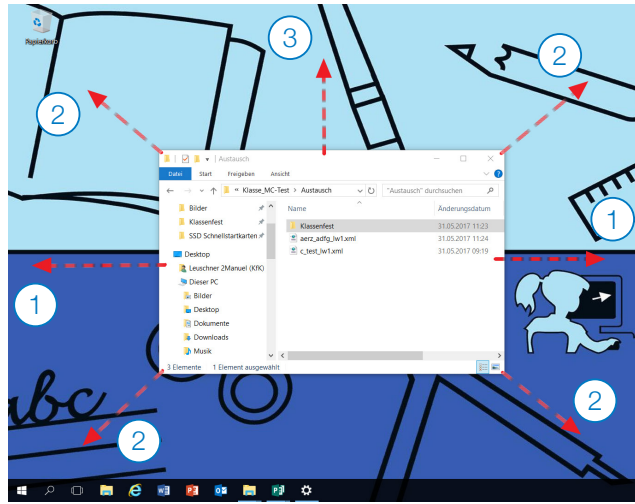 Papierkorb
3
2
2
Austausch
Datei Start Freigeben Ansicht
« Klasse_MC-Test > Austausch
"Austausch" durchsuchen
Name Änderungsdatum
Bilder
Klassenfest
SSD Schnellstartkarten
Desktop
Leuschner 2Manuel (KfK)
Dieser PC
Bilder
Desktop
Dokumente
Downloads
Musik
Klassenfest 31.05.2017 11:23
aerz_adfg_lw1.xml 31.05.2017 11:24
c_test_lw1.xml 31.05.2017 09:19
3 Elemente 1 Element ausgewählt
1
1
abc
2
2